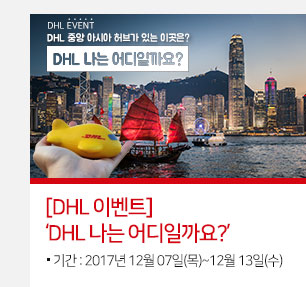 DHL EVENT
DHL 중앙 아시아 허브가 있는 이곳은?
DHL 나는 어디일까요?
DHL
[DHL 이벤트]
‘DHL 나는 어디일까요?’
▪ 기간 : 2017년 12월 07일(목)~12월 13일(수)